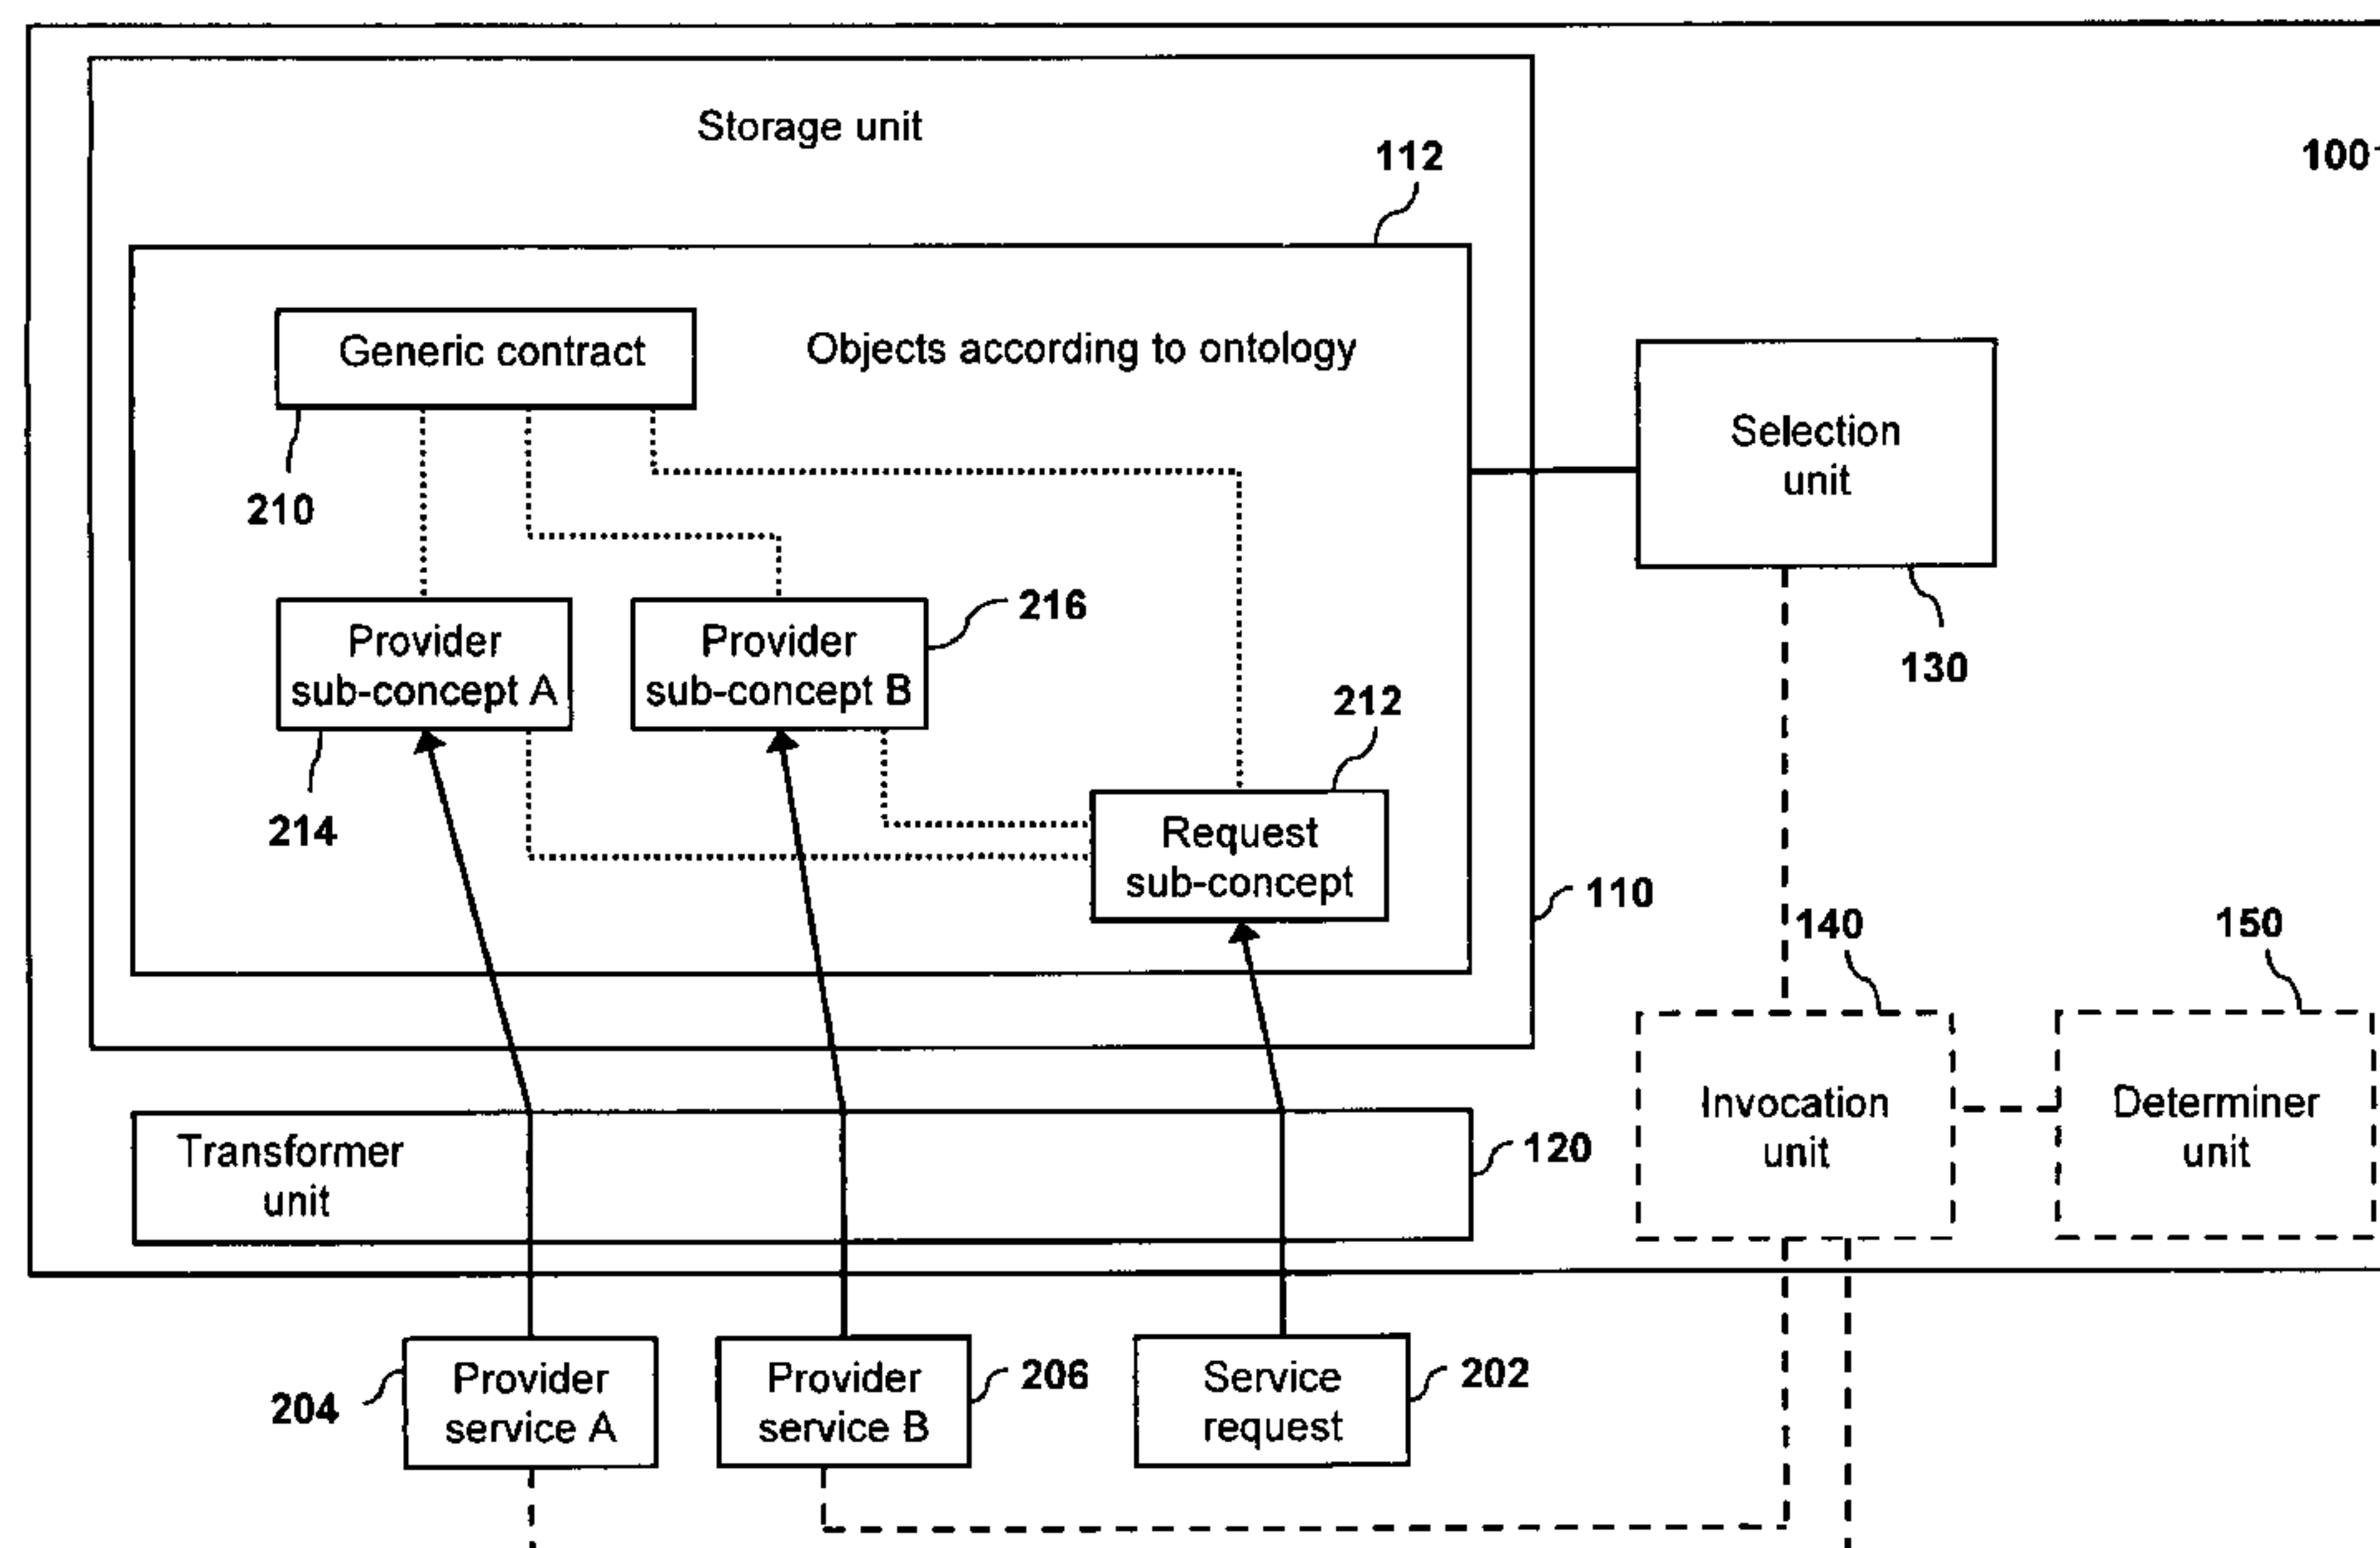 Storage unit
112
100
Generic contract
Objects according to ontology
Selection
unit
210
216
130
Provider
sub-concept A
Provider
sub-concept B
212
214
Request
sub-concept
110
140
150
Invocation
unit
Determiner
unit
Transformer
unit
120
204
Provider
service A
Provider
service B
206
Service
request
202